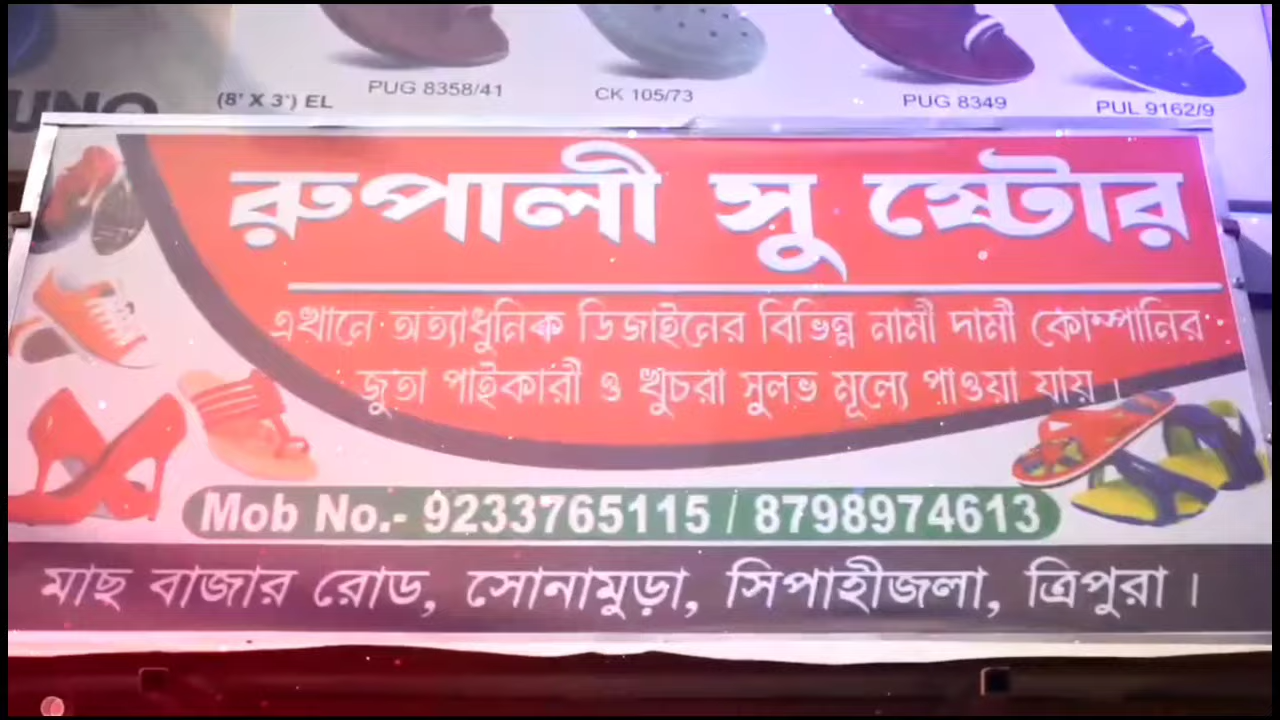 PUG 8358/41
CK 105/73
PUG 8349
PUL 9162/9
(8' X 3') EL
রুপালী সু ষ্টোর
এখানে অত্যাধুনিক ডিজাইনের বিভিন্ন নামী দামী কোম্পানির
জুতা পাইকারী ও খুচরা সুলভ মূল্যে পাওয়া যায় ।
Mob No.- 9233765115 / 8798974613
মাছ বাজার রোড, সোনামুড়া, সিপাহীজলা, ত্রিপুরা ।